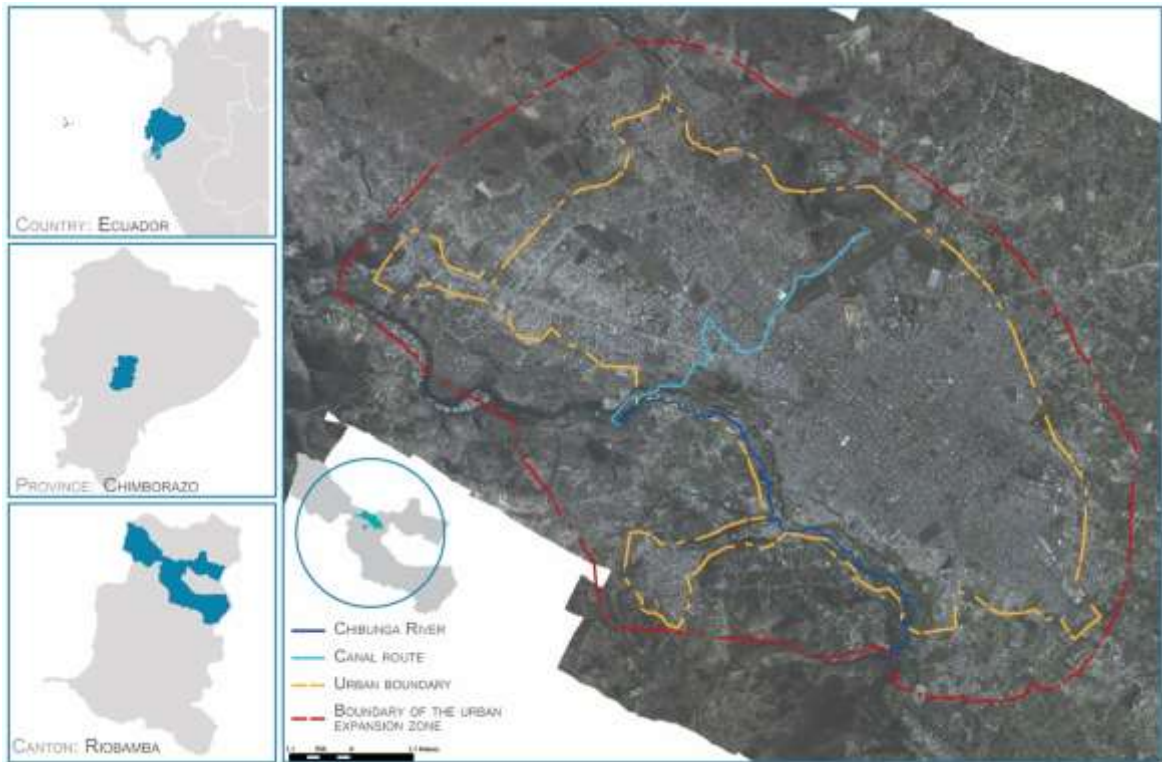 Country: Ecuador
Province: Chimborazo
Canton: Riobamba
Chibunga River
Canal route
Urban boundary
Boundary of the urban
expansion zone